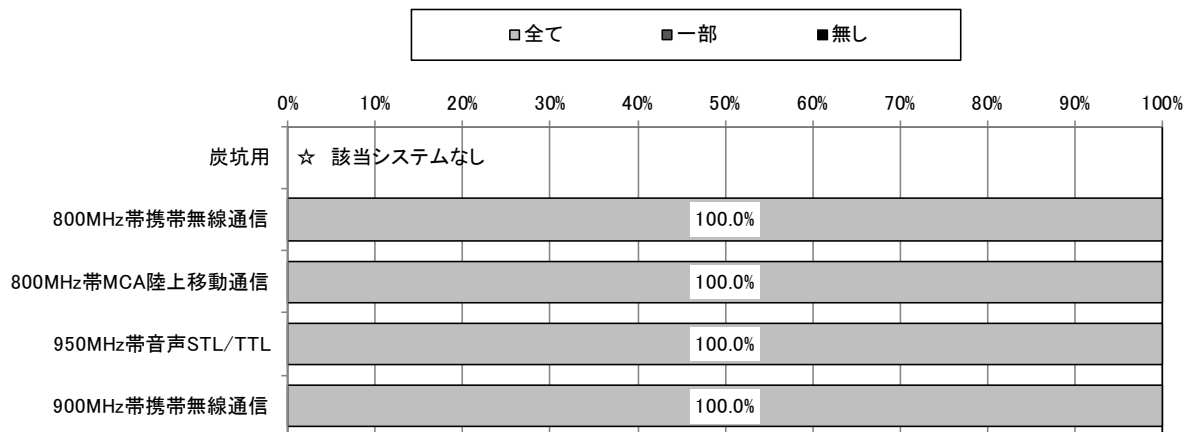 全て 一部 無し
0% 10% 20% 30% 40% 50% 60% 70% 80% 90% 100%
炭坑用 ☆ 該当システムなし
800MHz帯携帯無線通信 100.0%
800MHz帯MCA陸上移動通信 100.0%
950MHz帯音声STL/TTL 100.0%
900MHz帯携帯無線通信 100.0%